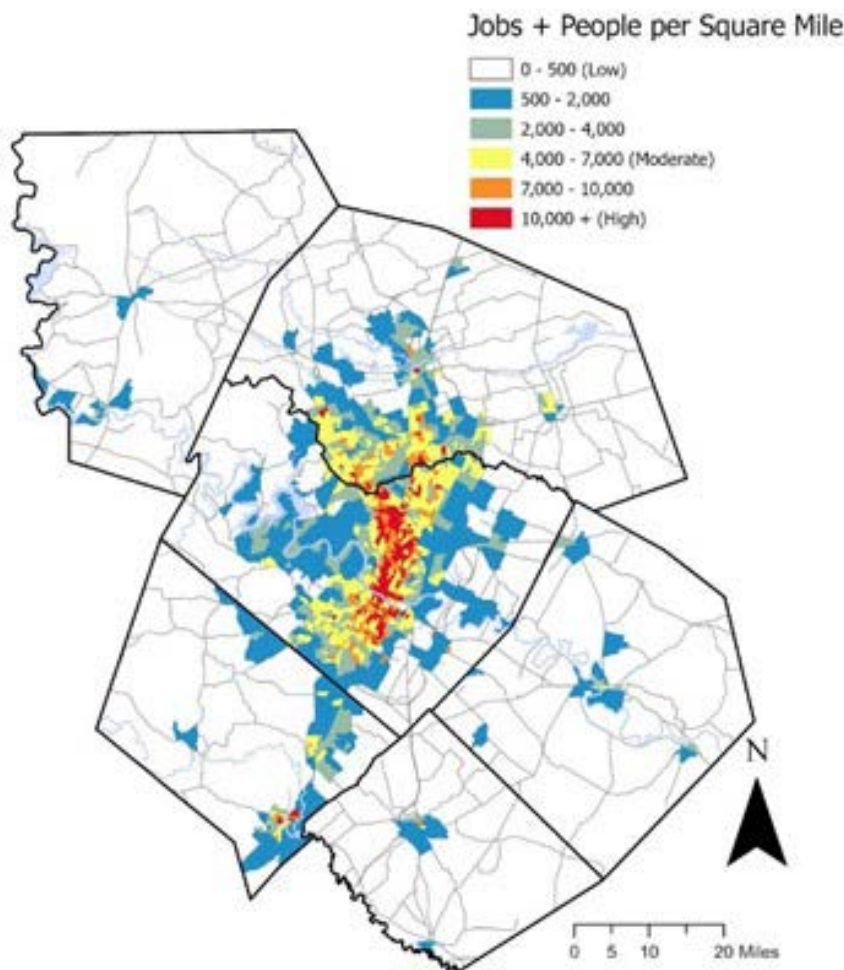 Jobs + People per Square Mile
0 - 500 (Low)
500 - 2,000
2,000 - 4,000
4,000 - 7,000 (Moderate)
7,000 - 10,000
10,000 + (High)
N
0 5 10 20 Miles